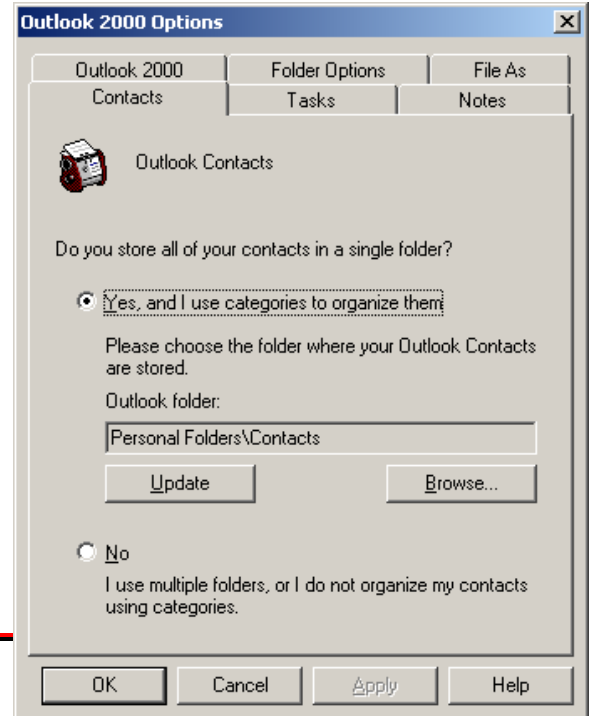 Outlook 2000 Options
Outlook 2000 Folder Options File As
Contacts Tasks Notes
Outlook Contacts
Do you store all of your contacts in a single folder?
Yes, and I use categories to organize them
Please choose the folder where your Outlook Contacts
are stored.
Outlook folder:
Personal Folders\Contacts
Update Browse...
No
I use multiple folders, or I do not organize my contacts
using categories.
OK Cancel Apply Help